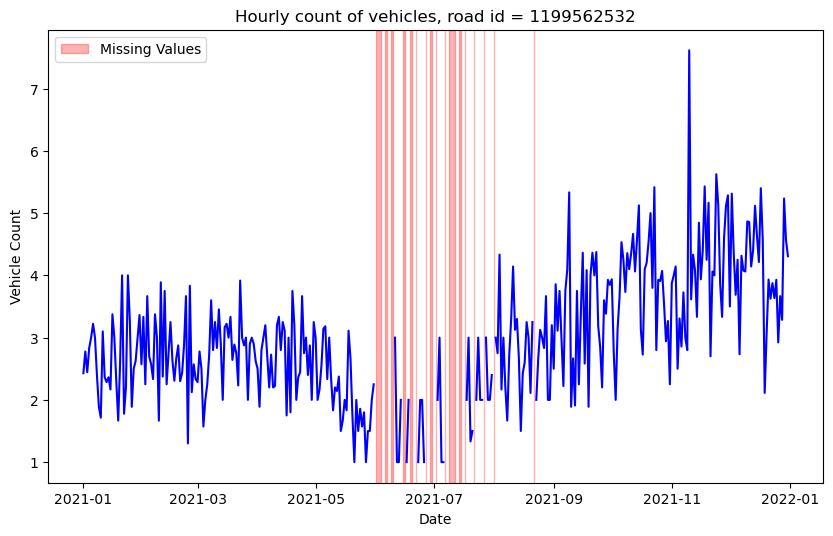 Hourly count of vehicles, road id = 1199562532
Missing Values
7
6
5
4
3
2
1
Vehicle Count
2021-01 2021-03 2021-05 2021-07 2021-09 2021-11 2022-01
Date